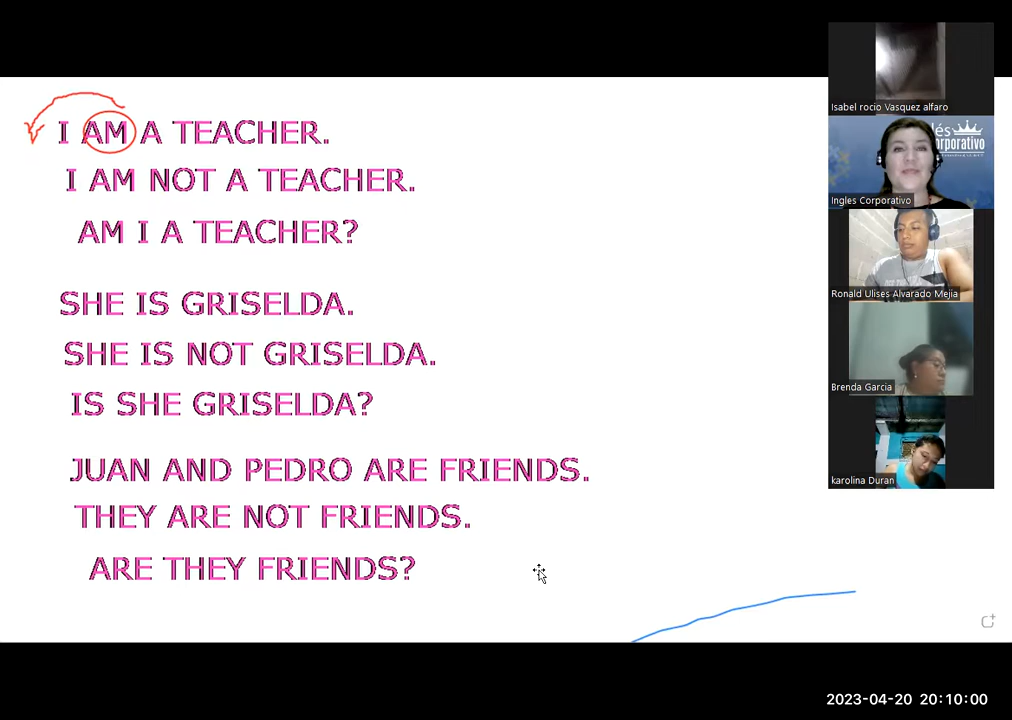 I AM A TEACHER.
I AM NOT A TEACHER.
AM I A TEACHER?
SHE IS GRISELDA.
SHE IS NOT GRISELDA.
IS SHE GRISELDA?
JUAN AND PEDRO ARE FRIENDS.
THEY ARE NOT FRIENDS.
ARE THEY FRIENDS?
Isabel rocio Vasquez alfaro
lés
orporativo
Ingles Corporativo
Ronald Ulises Alvarado Mejia
Brenda Garcia
karolina Duran
2023-04-20 20:10:00